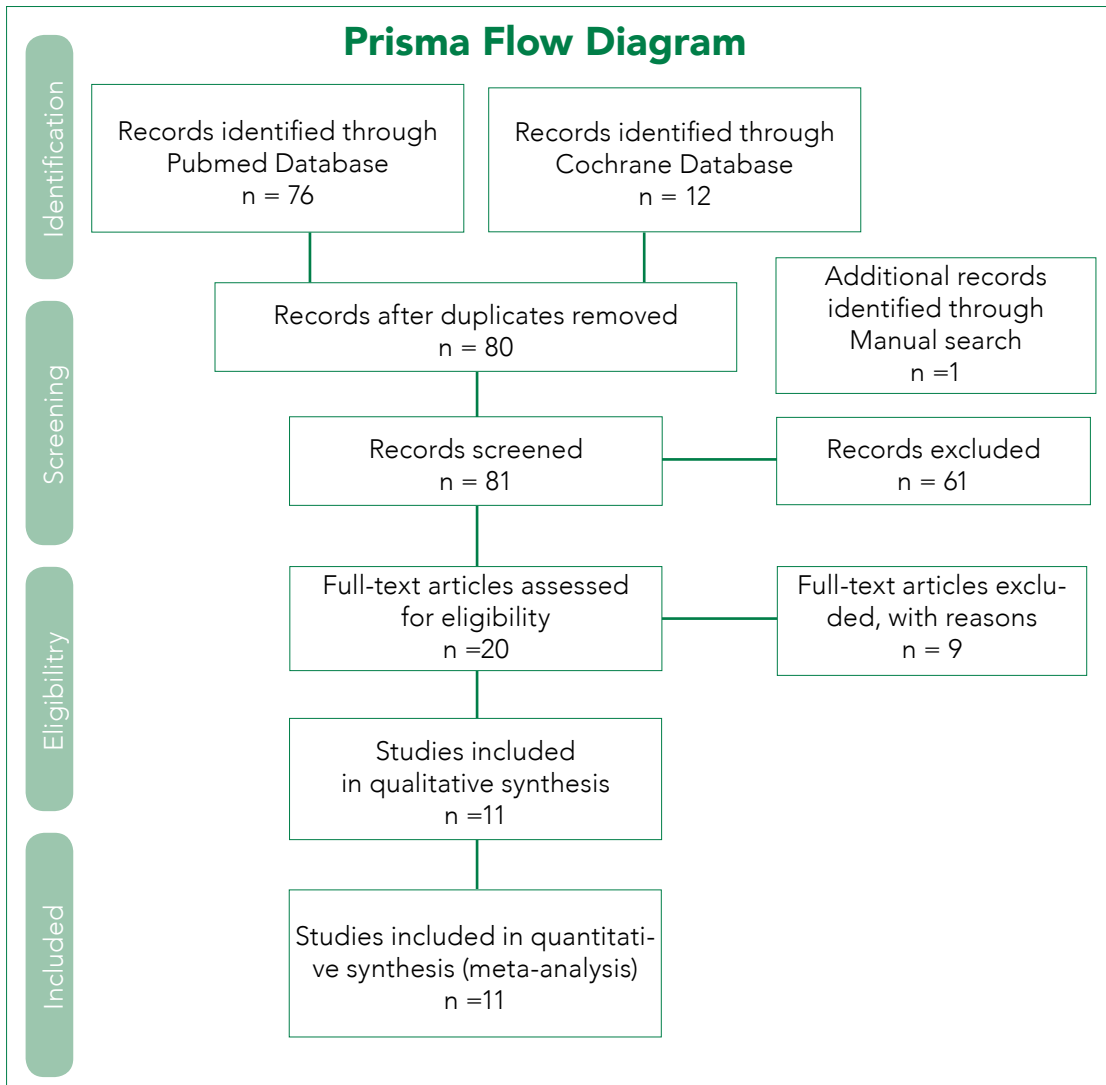 Prisma Flow Diagram
Identification
Records identified through
Pubmed Database
n = 76
Records identified through
Cochrane Database
n = 12
Additional records
identified through
Manual search
n =1
Records after duplicates removed
n = 80
Screening
Records screened
n = 81
Records excluded
n = 61
Eligibilitry
Full-text articles assessed
for eligibility
n =20
Full-text articles exclu-
ded, with reasons
n = 9
Studies included
in qualitative synthesis
n =11
Included
Studies included in quantitati-
ve synthesis (meta-analysis)
n =11